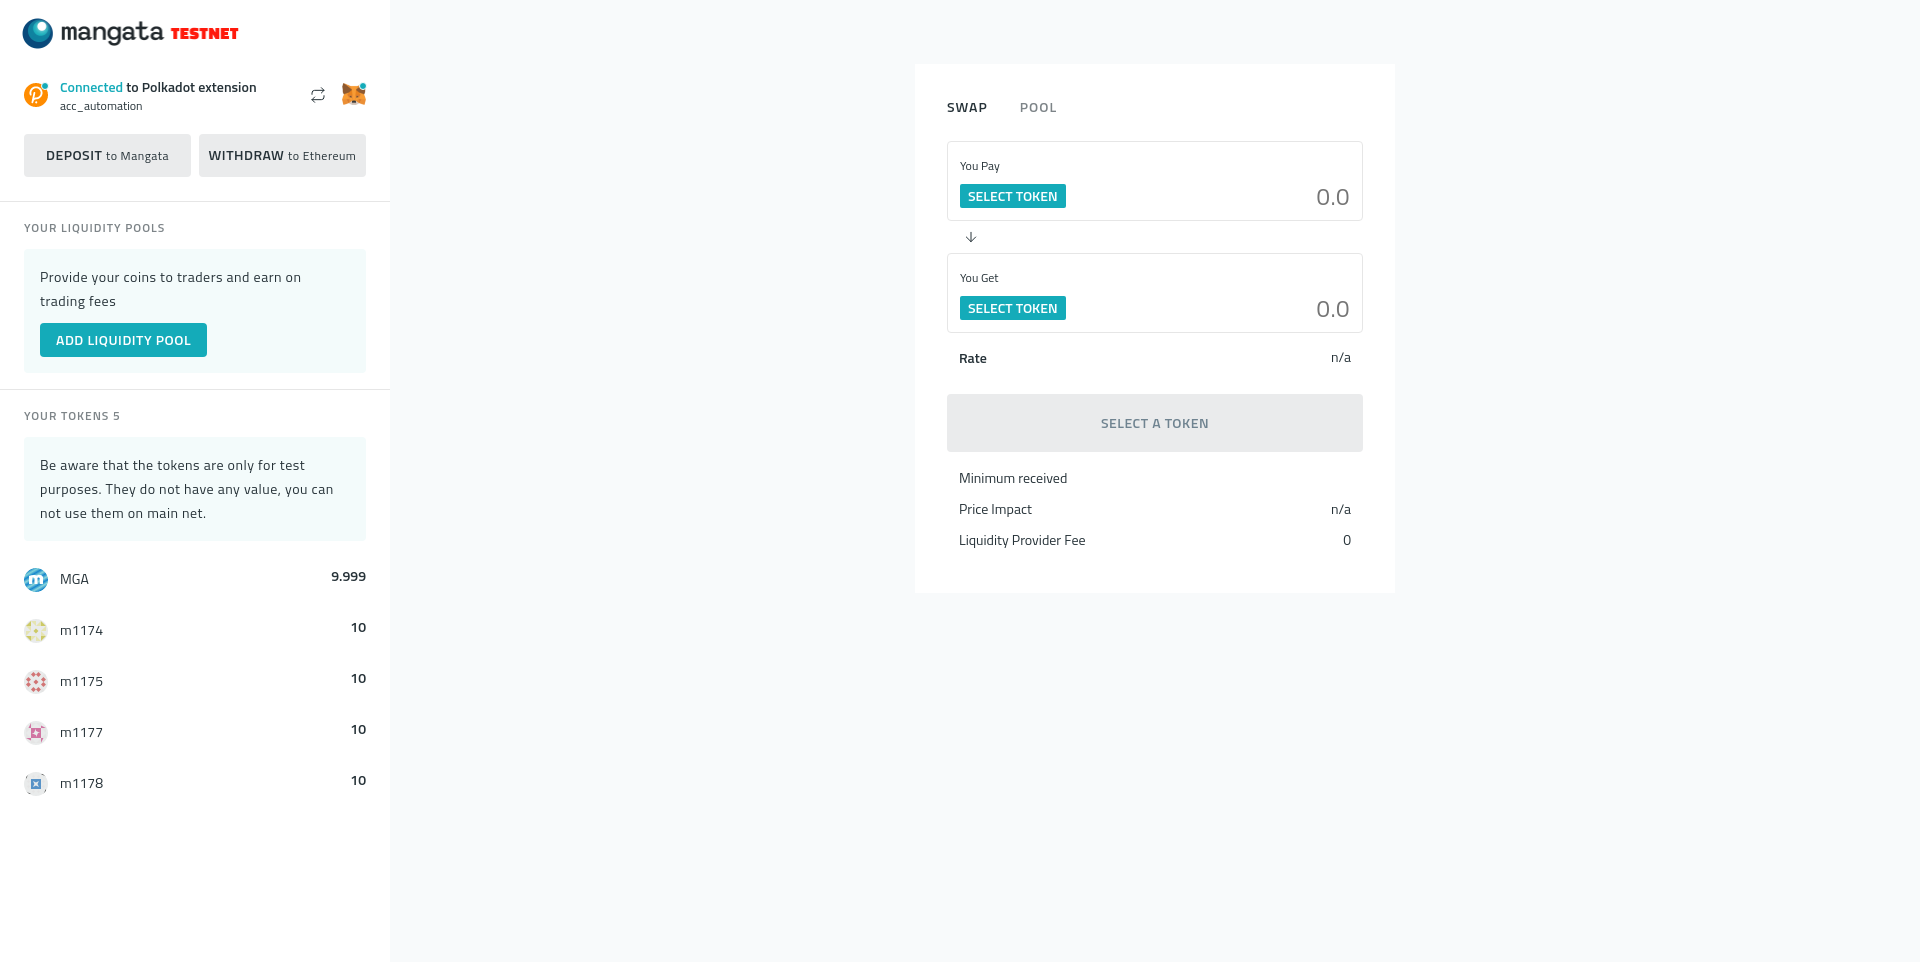 mangata TESTNET
Connected to Polkadot extension
acc_automation
DEPOSIT to Mangata
WITHDRAW to Ethereum
YOUR LIQUIDITY POOLS
Provide your coins to traders and earn on
trading fees
ADD LIQUIDITY POOL
YOUR TOKENS 5
Be aware that the tokens are only for test
purposes. They do not have any value, you can
not use them on main net.
MGA 9.999
m1174 10
m1175 10
m1177 10
m1178 10
SWAP POOL
You Pay
SELECT TOKEN 0.0
You Get
SELECT TOKEN 0.0
Rate n/a
SELECT A TOKEN
Minimum received
Price Impact n/a
Liquidity Provider Fee 0